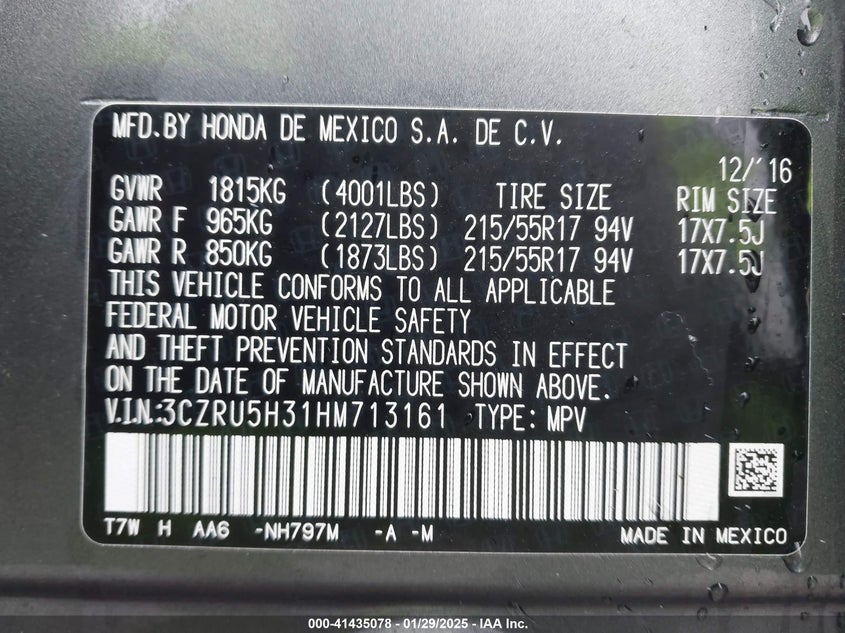 MFD.BY HONDA DE MEXICO S.A. DE C.V.
12/'16
GVWR 1815KG (4001LBS) TIRE SIZE RIM SIZE
GAWR F 965KG (2127LBS) 215/55R17 94V 17X7.5J
GAWR R 850KG (1873LBS) 215/55R17 94V 17X7.5J
THIS VEHICLE CONFORMS TO ALL APPLICABLE
FEDERAL MOTOR VEHICLE SAFETY
AND THEFT PREVENTION STANDARDS IN EFFECT
ON THE DATE OF MANUFACTURE SHOWN ABOVE.
V.I.N.:3CZRU5H31HM713161 TYPE: MPV
T7W H AA6 -NH797M -A -M MADE IN MEXICO
000-41435078 - 01/29/2025 - IAA Inc.